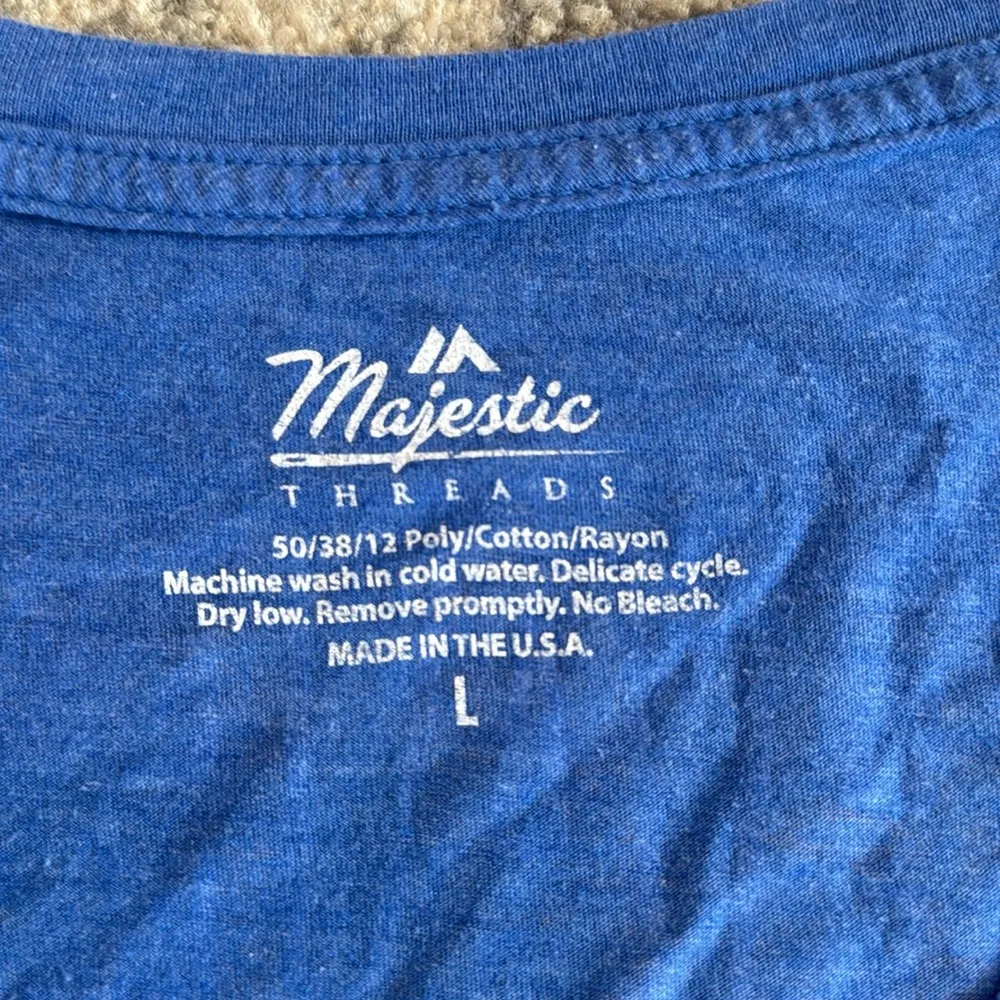 Majestic
THREADS
50/38/12 Poly/Cotton/Rayon
Machine wash in cold water. Delicate cycle.
Dry low. Remove promptly. No Bleach.
MADE IN THE U.S.A.
L